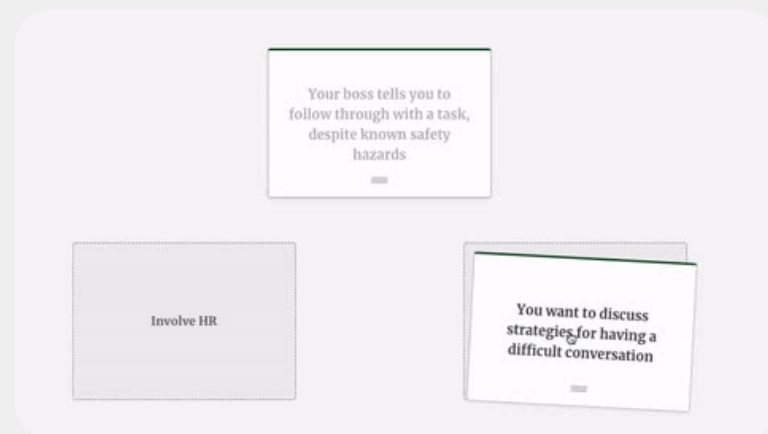 Your boss tells you to
follow through with a task,
despite known safety
hazards
Involve HR
You want to discuss
strategies for having a
difficult conversation